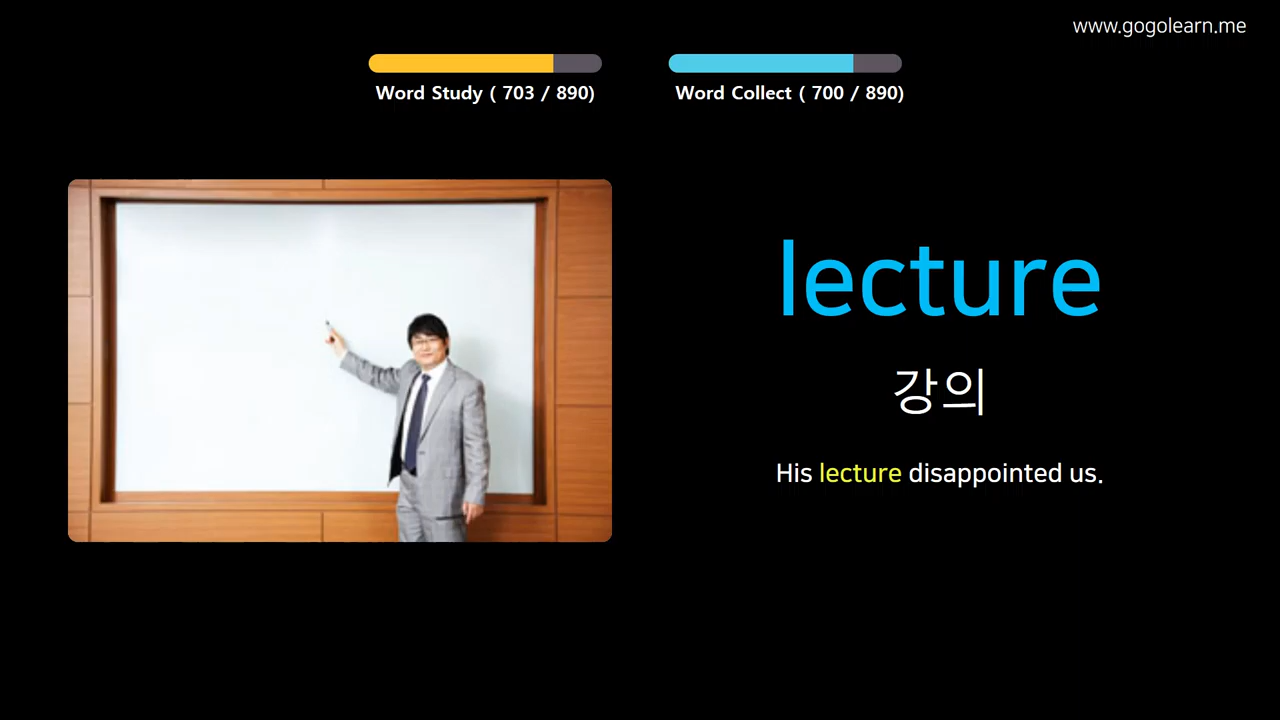 www.gogolearn.me
Word Study ( 703 / 890)
Word Collect ( 700 / 890)
lecture
강의
His lecture disappointed us.